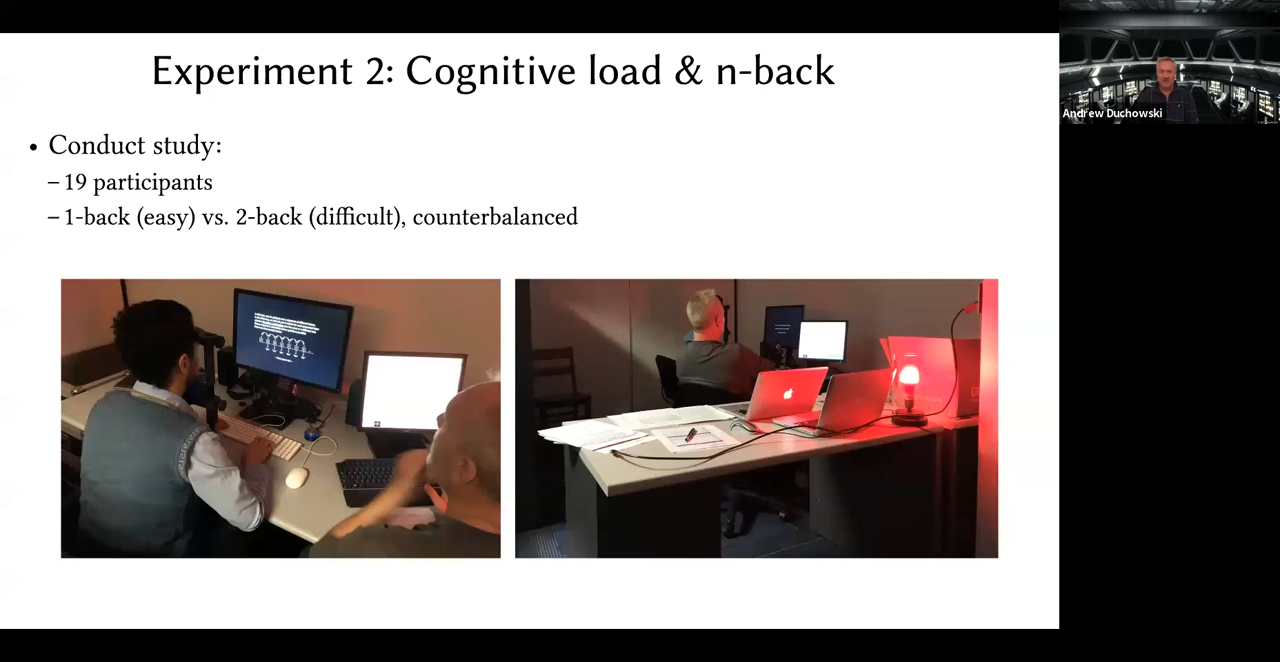 Experiment 2: Cognitive load & n-back
• Conduct study:
– 19 participants
– 1-back (easy) vs. 2-back (difficult), counterbalanced
Andrew Duchowski